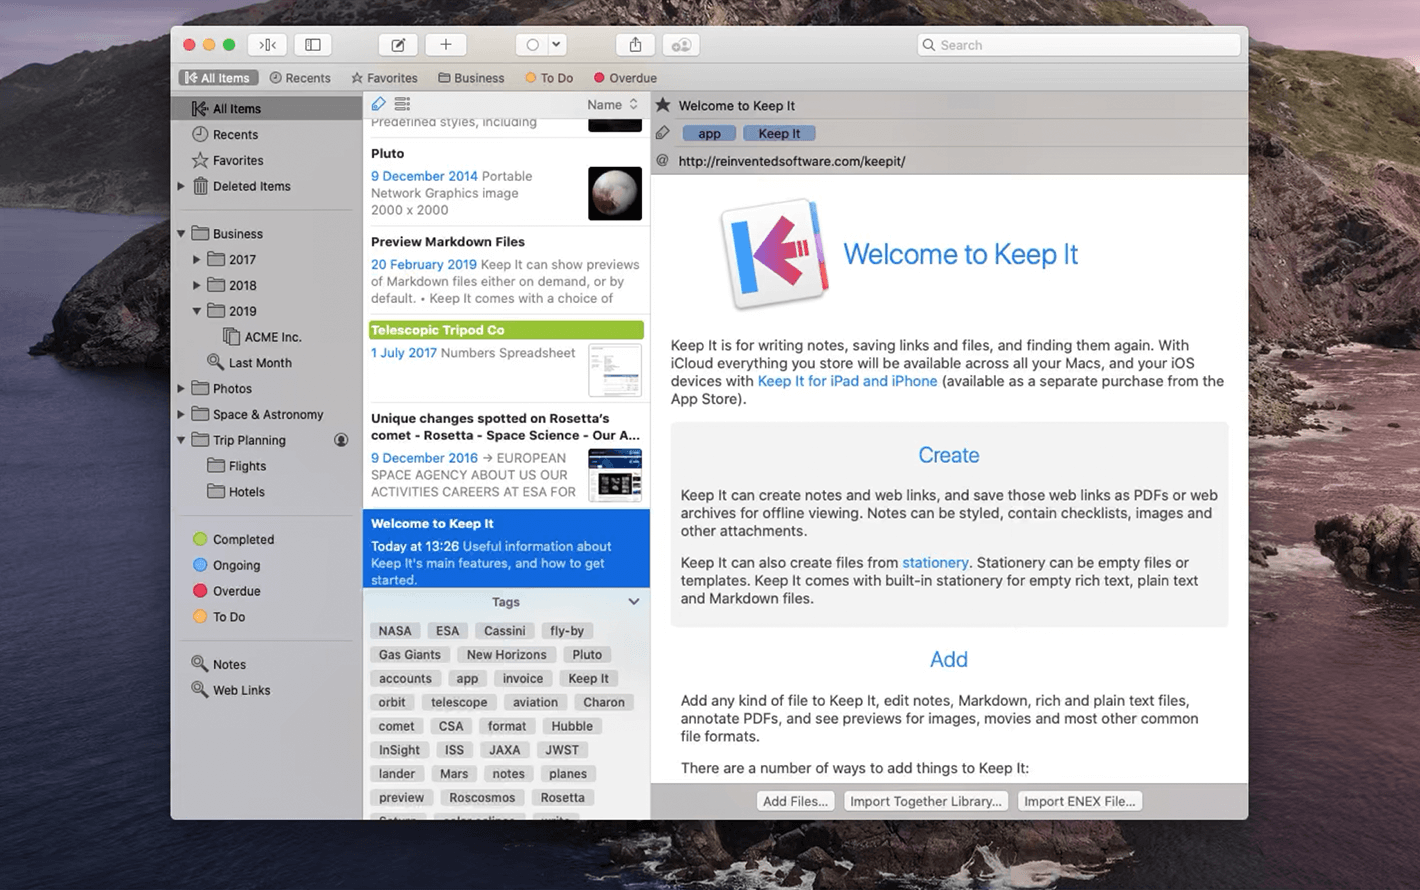 Search
All Items
Recents
Favorites
Business
To Do
Overdue
All Items
Recents
Favorites
Deleted Items
Business
2017
2018
2019
ACME Inc.
Last Month
Photos
Space & Astronomy
Trip Planning
Flights
Hotels
Completed
Ongoing
Overdue
To Do
Notes
Web Links
Name
Predefined styles, including
Pluto
9 December 2014 Portable
Network Graphics image
2000 x 2000
Preview Markdown Files
20 February 2019 Keep It can show previews
of Markdown files either on demand, or by
default. • Keep It comes with a choice of
Telescopic Tripod Co
1 July 2017 Numbers Spreadsheet
Unique changes spotted on Rosetta’s
comet - Rosetta - Space Science - Our A...
9 December 2016 → EUROPEAN
SPACE AGENCY ABOUT US OUR
ACTIVITIES CAREERS AT ESA FOR
Welcome to Keep It
Today at 13:26 Useful information about
Keep It's main features, and how to get
started.
Tags
NASA ESA Cassini fly-by
Gas Giants New Horizons Pluto
accounts app invoice Keep It
orbit telescope aviation Charon
comet CSA format Hubble
InSight ISS JAXA JWST
lander Mars notes planes
preview Roscosmos Rosetta
Welcome to Keep It
app Keep It
@ http://reinventedsoftware.com/keepit/
Welcome to Keep It
Keep It is for writing notes, saving links and files, and finding them again. With
iCloud everything you store will be available across all your Macs, and your iOS
devices with Keep It for iPad and iPhone (available as a separate purchase from the
App Store).
Create
Keep It can create notes and web links, and save those web links as PDFs or web
archives for offline viewing. Notes can be styled, contain checklists, images and
other attachments.
Keep It can also create files from stationery. Stationery can be empty files or
templates. Keep It comes with built-in stationery for empty rich text, plain text
and Markdown files.
Add
Add any kind of file to Keep It, edit notes, Markdown, rich and plain text files,
annotate PDFs, and see previews for images, movies and most other common
file formats.
There are a number of ways to add things to Keep It:
Add Files... Import Together Library... Import ENEX File...